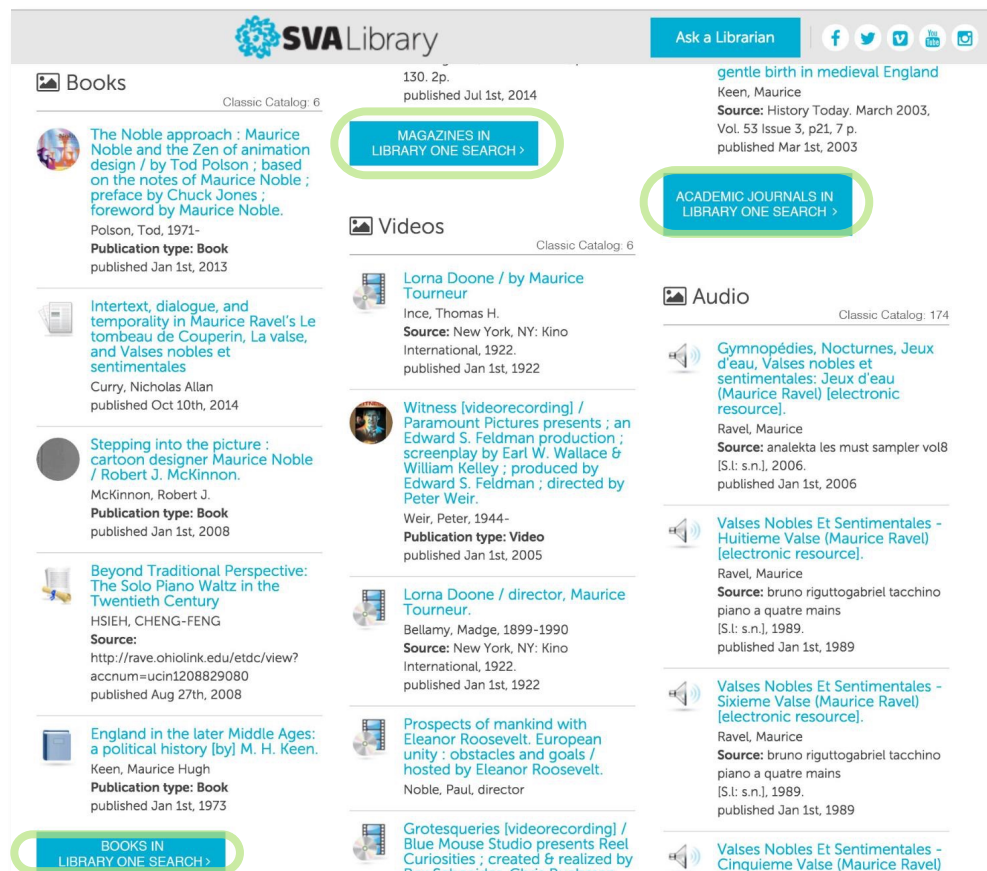 SVA Library
Ask a Librarian
You
Tube
Books
Classic Catalog: 6
The Noble approach : Maurice
Noble and the Zen of animation
design / by Tod Polson ; based
on the notes of Maurice Noble ;
preface by Chuck Jones ;
foreword by Maurice Noble.
Polson, Tod, 1971-
Publication type: Book
published Jan 1st, 2013
Intertext, dialogue, and
temporality in Maurice Ravel's Le
tombeau de Couperin, La valse,
and Valses nobles et
sentimentales
Curry, Nicholas Allan
published Oct 10th, 2014
Stepping into the picture :
cartoon designer Maurice Noble
/ Robert J. McKinnon.
McKinnon, Robert J.
Publication type: Book
published Jan 1st, 2008
Beyond Traditional Perspective:
The Solo Piano Waltz in the
Twentieth Century
HSIEH, CHENG-FENG
Source:
http://rave.ohiolink.edu/etdc/view?
accnum=ucin1208829080
published Aug 27th, 2008
England in the later Middle Ages:
a political history [by] M. H. Keen.
Keen, Maurice Hugh
Publication type: Book
published Jan 1st, 1973
BOOKS IN
LIBRARY ONE SEARCH >
130. 2p.
published Jul 1st, 2014
MAGAZINES IN
LIBRARY ONE SEARCH >
Videos
Classic Catalog: 6
Lorna Doone / by Maurice
Tourneur
Ince, Thomas H.
Source: New York, NY: Kino
International, 1922.
published Jan 1st, 1922
Witness [videorecording] /
Paramount Pictures presents ; an
Edward S. Feldman production ;
screenplay by Earl W. Wallace &
William Kelley ; produced by
Edward S. Feldman ; directed by
Peter Weir.
Weir, Peter, 1944-
Publication type: Video
published Jan 1st, 2005
Lorna Doone / director, Maurice
Tourneur.
Bellamy, Madge, 1899-1990
Source: New York, NY: Kino
International, 1922.
published Jan 1st, 1922
Prospects of mankind with
Eleanor Roosevelt. European
unity : obstacles and goals /
hosted by Eleanor Roosevelt.
Noble, Paul, director
Grotesqueries [videorecording] /
Blue Mouse Studio presents Reel
Curiosities ; created & realized by
gentle birth in medieval England
Keen, Maurice
Source: History Today. March 2003,
Vol. 53 Issue 3, p21, 7 p.
published Mar 1st, 2003
ACADEMIC JOURNALS IN
LIBRARY ONE SEARCH >
Audio
Classic Catalog: 174
Gymnopédies, Nocturnes, Jeux
d'eau, Valses nobles et
sentimentales: Jeux d'eau
(Maurice Ravel) [electronic
resource].
Ravel, Maurice
Source: analekta les must sampler vol8
[S.l: s.n.], 2006.
published Jan 1st, 2006
Valses Nobles Et Sentimentales -
Huitieme Valse (Maurice Ravel)
[electronic resource].
Ravel, Maurice
Source: bruno riguttogabriel tacchino
piano a quatre mains
[S.l: s.n.], 1989.
published Jan 1st, 1989
Valses Nobles Et Sentimentales -
Sixieme Valse (Maurice Ravel)
[electronic resource].
Ravel, Maurice
Source: bruno riguttogabriel tacchino
piano a quatre mains
[S.l: s.n.], 1989.
published Jan 1st, 1989
Valses Nobles Et Sentimentales -
Cinquieme Valse (Maurice Ravel)